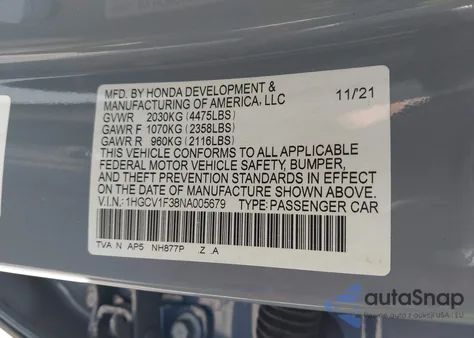 MFD. BY HONDA DEVELOPMENT &
MANUFACTURING OF AMERICA, LLC 11/21
GVWR 2030KG (4475LBS)
GAWR F 1070KG (2358LBS)
GAWR R 960KG (2116LBS)
THIS VEHICLE CONFORMS TO ALL APPLICABLE
FEDERAL MOTOR VEHICLE SAFETY, BUMPER,
AND THEFT PREVENTION STANDARDS IN EFFECT
ON THE DATE OF MANUFACTURE SHOWN ABOVE.
V.I.N.: 1HGCV1F38NA005679 TYPE: PASSENGER CAR
TVA N AP5 NH877P .Z .A
autoSnap